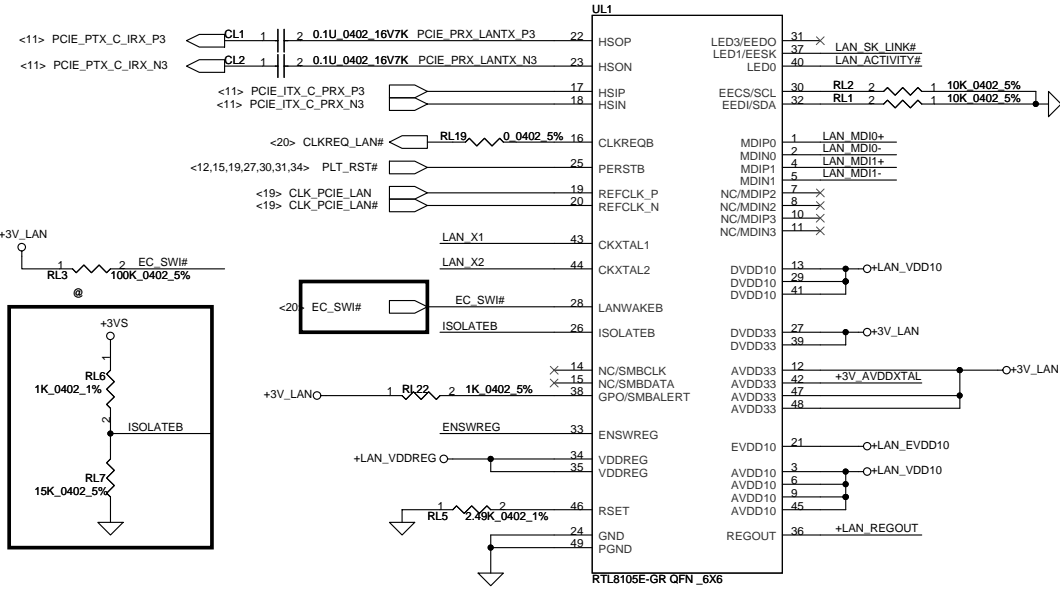 UL1
<11> PCIE_PTX_C_IRX_P3 CL1 1 2 0.1U_0402_16V7K PCIE_PRX_LANTX_P3 22 HSOP
<11> PCIE_PTX_C_IRX_N3 CL2 1 2 0.1U_0402_16V7K PCIE_PRX_LANTX_N3 23 HSON
<11> PCIE_ITX_C_PRX_P3 17 HSIP
<11> PCIE_ITX_C_PRX_N3 18 HSIN
<20> CLKREQ_LAN# RL19 0_0402_5% 16 CLKREQB
<12,15,19,27,30,31,34> PLT_RST# 25 PERSTB
<19> CLK_PCIE_LAN 19 REFCLK_P
<19> CLK_PCIE_LAN# 20 REFCLK_N
LAN_X1 43 CKXTAL1
LAN_X2 44 CKXTAL2
<20> EC_SWI# EC_SWI# 28 LANWAKEB
ISOLATEB 26 ISOLATEB
14 NC/SMBCLK
15 NC/SMBDATA
+3V_LAN 1 RL22 2 1K_0402_5% 38 GPO/SMBALERT
ENSWREG 33 ENSWREG
+LAN_VDDREG 34 VDDREG
35 VDDREG
1 RL5 2 2.49K_0402_1% 46 RSET
24 GND
49 PGND
LED3/EEDO 31
LED1/EESK 37 LAN_SK_LINK#
LED0 40 LAN_ACTIVITY#
EECS/SCL 30 RL2 2 1 10K_0402_5%
EEDI/SDA 32 RL1 2 1 10K_0402_5%
MDIP0 1 LAN_MDI0+
MDIN0 2 LAN_MDI0-
MDIP1 4 LAN_MDI1+
MDIN1 5 LAN_MDI1-
NC/MDIP2 7
NC/MDIN2 8
NC/MDIP3 10
NC/MDIN3 11
DVDD10 13 +LAN_VDD10
DVDD10 29
DVDD10 41
DVDD33 27 +3V_LAN
DVDD33 39
AVDD33 12 +3V_LAN
AVDD33 42 +3V_AVDDXTAL
AVDD33 47
AVDD33 48
EVDD10 21 +LAN_EVDD10
AVDD10 3 +LAN_VDD10
AVDD10 6
AVDD10 9
AVDD10 45
REGOUT 36 +LAN_REGOUT
RTL8105E-GR QFN _6X6
+3V_LAN
1 RL3 2 100K_0402_5% EC_SWI#
@
+3VS
1
RL6
1K_0402_1%
2
ISOLATEB
RL7
15K_0402_5%